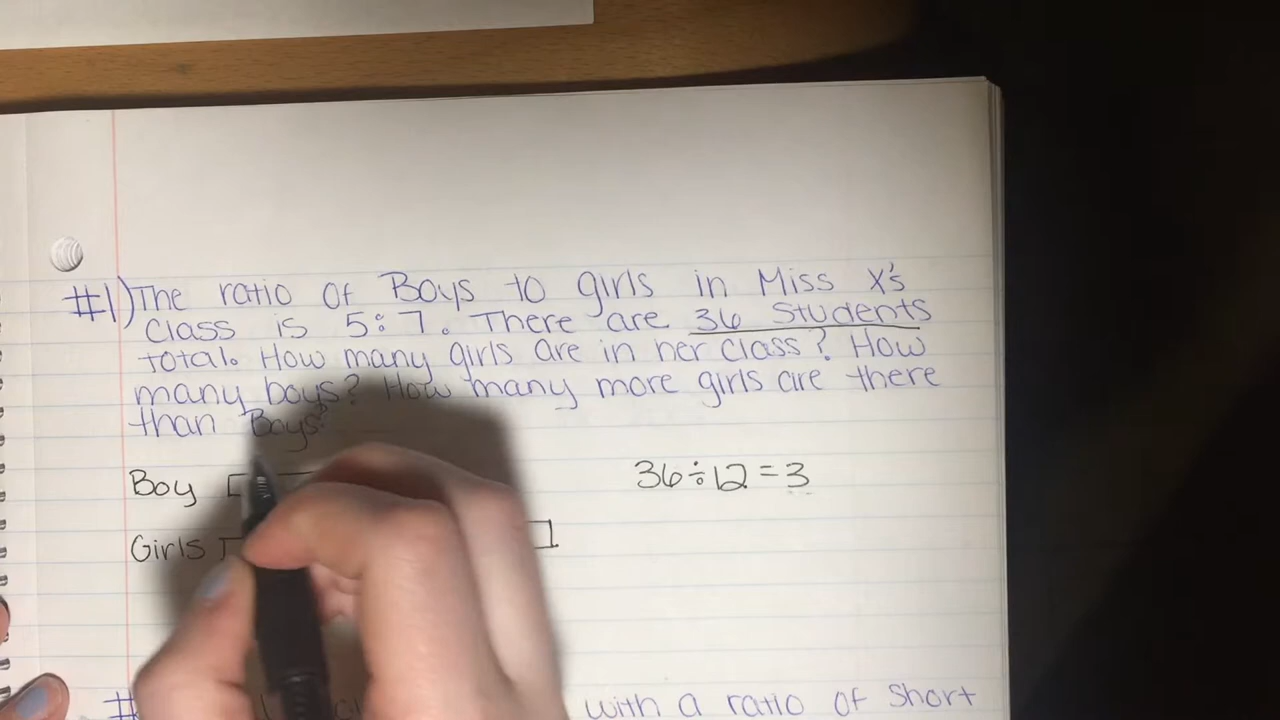 #1) The ratio of Boys to girls in Miss X's
Class is 5:7. There are 36 Students
total. How many girls are in her class? How
many boys? How many more girls are there
than Boys?
Boy
36÷12=3
Girls
#
with a ratio of Short